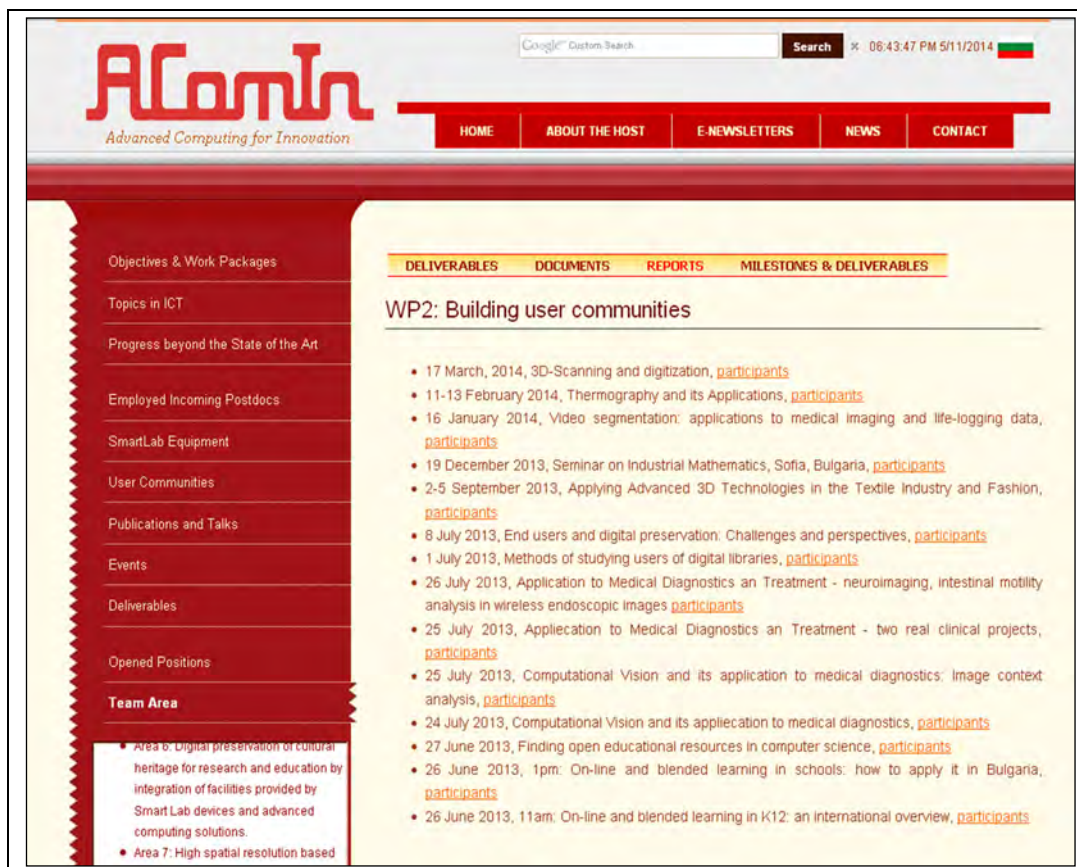 AComIn
Advanced Computing for Innovation
Google™ Custom Search
Search
× 06:43:47 PM 5/11/2014
HOME ABOUT THE HOST E-NEWSLETTERS NEWS CONTACT
Objectives & Work Packages
Topics in ICT
Progress beyond the State of the Art
Employed Incoming Postdocs
SmartLab Equipment
User Communities
Publications and Talks
Events
Deliverables
Opened Positions
Team Area
• Area 6: Digital preservation of cultural
heritage for research and education by
integration of facilities provided by
Smart Lab devices and advanced
computing solutions.
• Area 7: High spatial resolution based
DELIVERABLES DOCUMENTS REPORTS MILESTONES & DELIVERABLES
WP2: Building user communities
• 17 March, 2014, 3D-Scanning and digitization, participants
• 11-13 February 2014, Thermography and its Applications, participants
• 16 January 2014, Video segmentation: applications to medical imaging and life-logging data,
participants
• 19 December 2013, Seminar on Industrial Mathematics, Sofia, Bulgaria, participants
• 2-5 September 2013, Applying Advanced 3D Technologies in the Textile Industry and Fashion,
participants
• 8 July 2013, End users and digital preservation: Challenges and perspectives, participants
• 1 July 2013, Methods of studying users of digital libraries, participants
• 26 July 2013, Application to Medical Diagnostics an Treatment - neuroimaging, intestinal motility
analysis in wireless endoscopic images participants
• 25 July 2013, Appliecation to Medical Diagnostics an Treatment - two real clinical projects,
participants
• 25 July 2013, Computational Vision and its application to medical diagnostics: Image context
analysis, participants
• 24 July 2013, Computational Vision and its appliecation to medical diagnostics, participants
• 27 June 2013, Finding open educational resources in computer science, participants
• 26 June 2013, 1pm: On-line and blended learning in schools: how to apply it in Bulgaria,
participants
• 26 June 2013, 11am: On-line and blended learning in K12: an international overview, participants